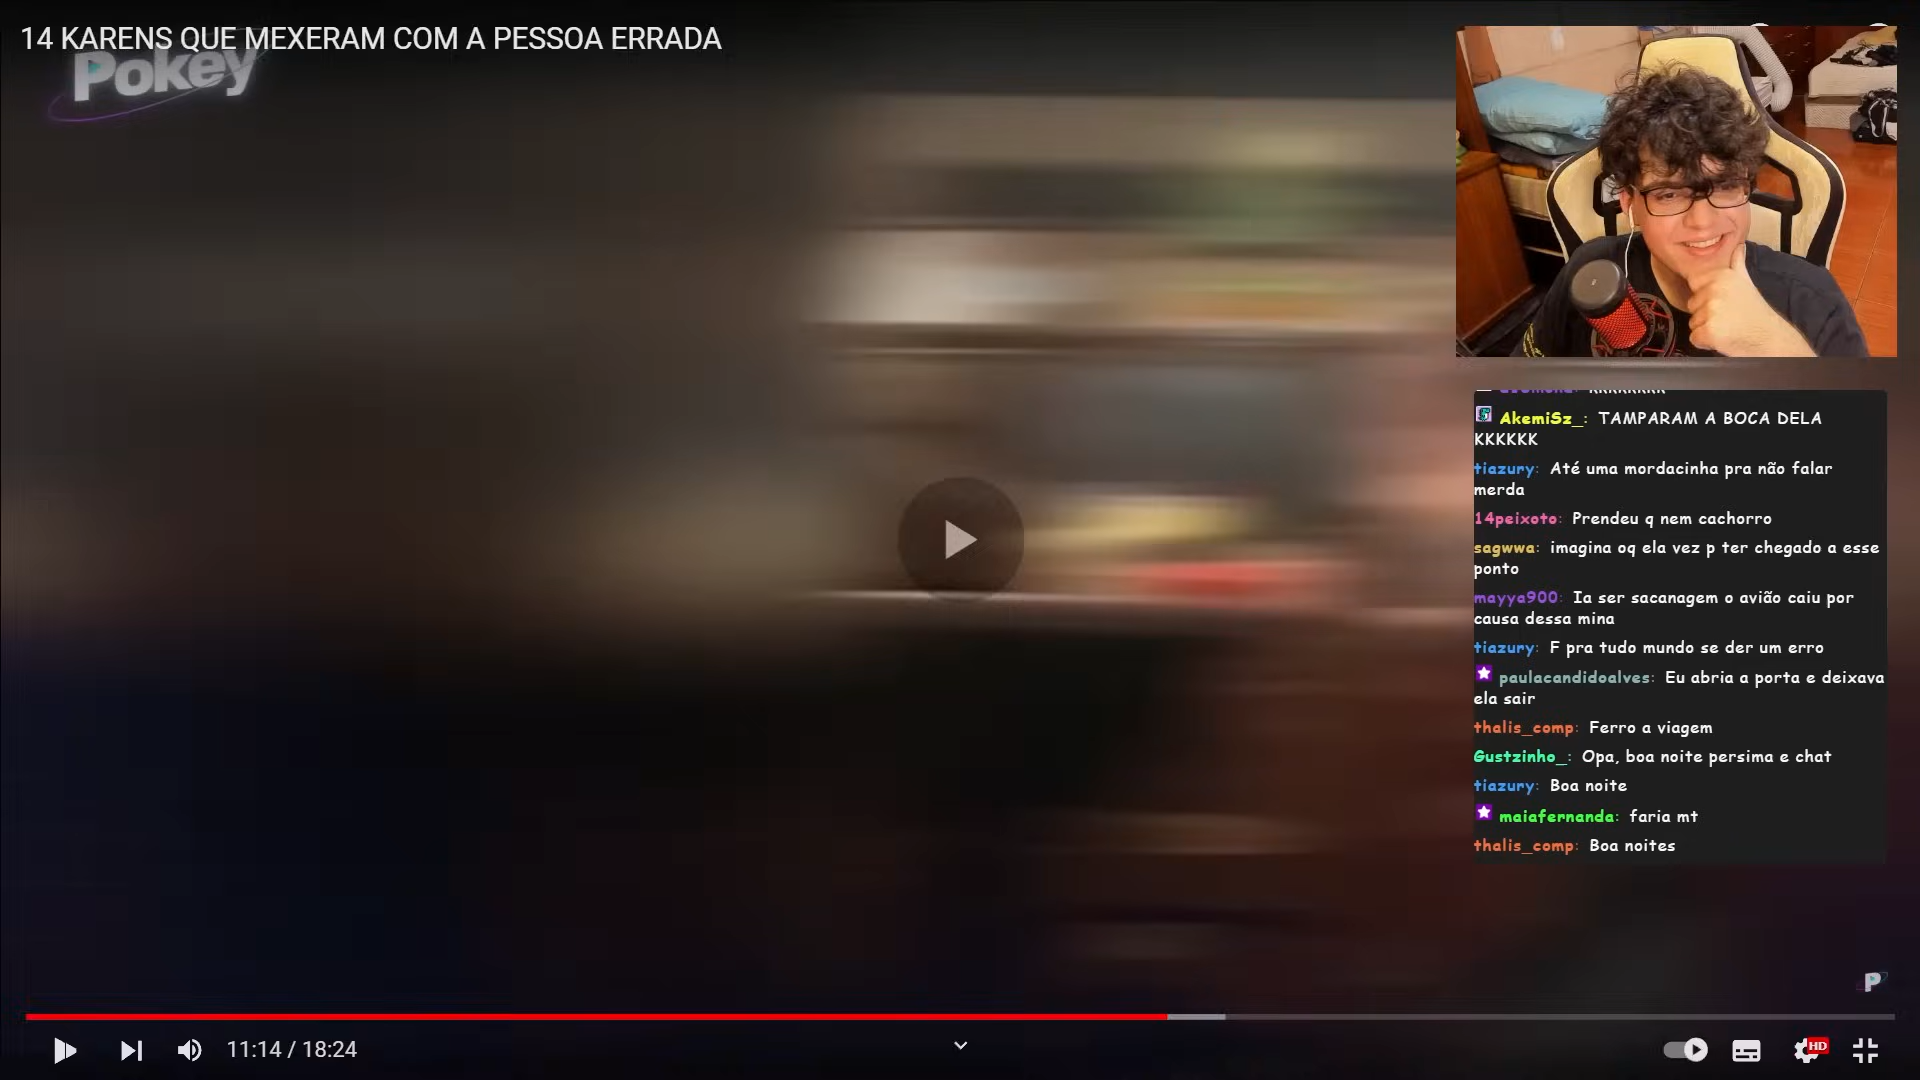 14 KARENS QUE MEXERAM COM A PESSOA ERRADA
Pokey
AkemiSz_: TAMPARAM A BOCA DELA
KKKKKK
tiazury: Até uma mordacinha pra não falar
merda
14peixoto: Prendeu q nem cachorro
sagwwa: imagina oq ela vez p ter chegado a esse
ponto
mayya900: Ia ser sacanagem o avião caiu por
causa dessa mina
tiazury: F pra tudo mundo se der um erro
paulacandidoalves: Eu abria a porta e deixava
ela sair
thalis_comp: Ferro a viagem
Gustzinho_: Opa, boa noite persima e chat
tiazury: Boa noite
maiafernanda: faria mt
thalis_comp: Boa noites
P
11:14 / 18:24
HD